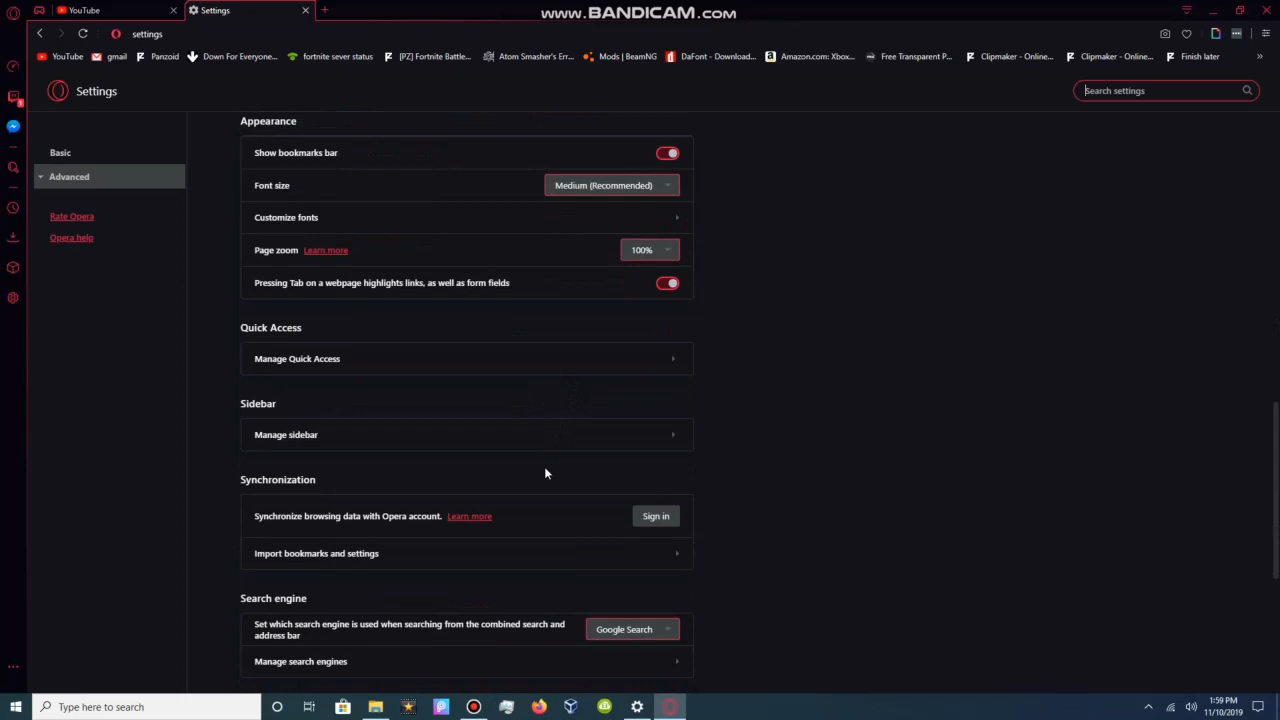 YouTube
Settings
www.BANDICAM.com
settings
YouTube
gmail
Panzoid
Down For Everyone...
fortnite sever status
[PZ] Fortnite Battle...
Atom Smasher's Err...
Mods | BeamNG
DaFont - Download...
Amazon.com: Xbox...
Free Transparent P...
Clipmaker - Online...
Clipmaker - Online...
Finish later
Settings
Search settings
Basic
Advanced
Rate Opera
Opera help
Appearance
Show bookmarks bar
Font size
Medium (Recommended)
Customize fonts
Page zoom Learn more
100%
Pressing Tab on a webpage highlights links, as well as form fields
Quick Access
Manage Quick Access
Sidebar
Manage sidebar
Synchronization
Synchronize browsing data with Opera account. Learn more
Sign in
Import bookmarks and settings
Search engine
Set which search engine is used when searching from the combined search and
address bar
Google Search
Manage search engines
Type here to search
1:59 PM
11/10/2019